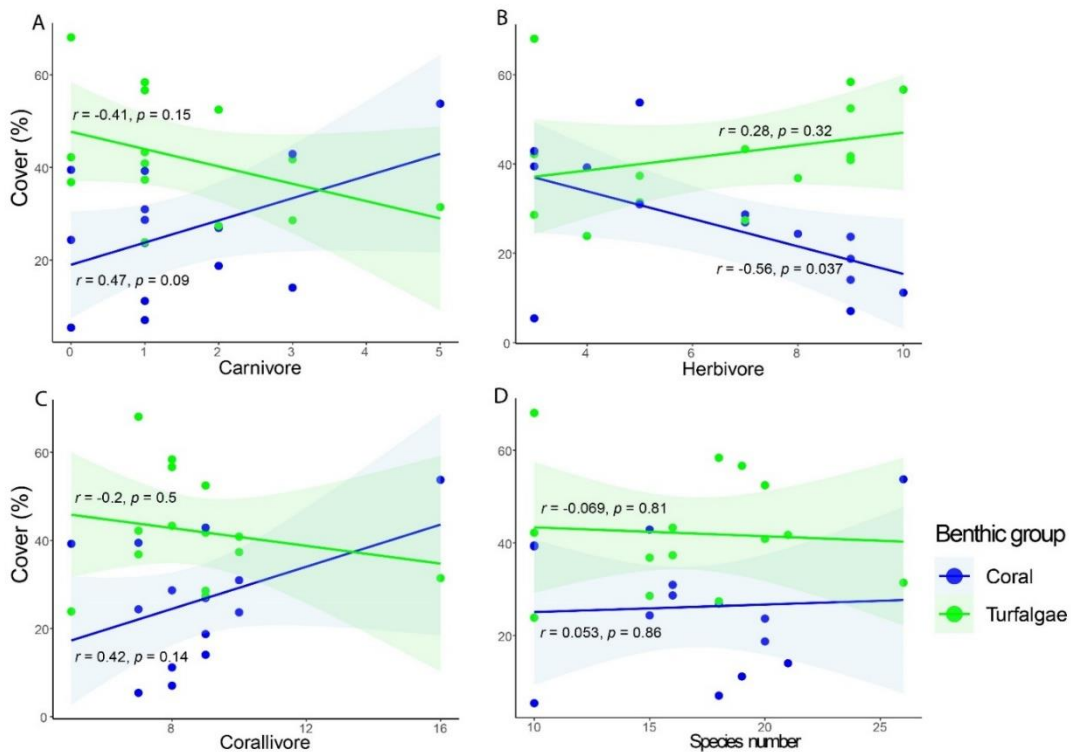 A
B
Cover (%)
60
40
20
r = -0.41, p = 0.15
r = 0.47, p = 0.09
0 1 2 3 4 5
Carnivore
60
40
20
0
r = 0.28, p = 0.32
r = -0.56, p = 0.037
4 6 8 10
Herbivore
C
D
Cover (%)
60
40
20
0
r = -0.2, p = 0.5
r = 0.42, p = 0.14
8 12 16
Corallivore
60
40
20
r = -0.069, p = 0.81
r = 0.053, p = 0.86
10 15 20 25
Species number
Benthic group
Coral
Turfalgae